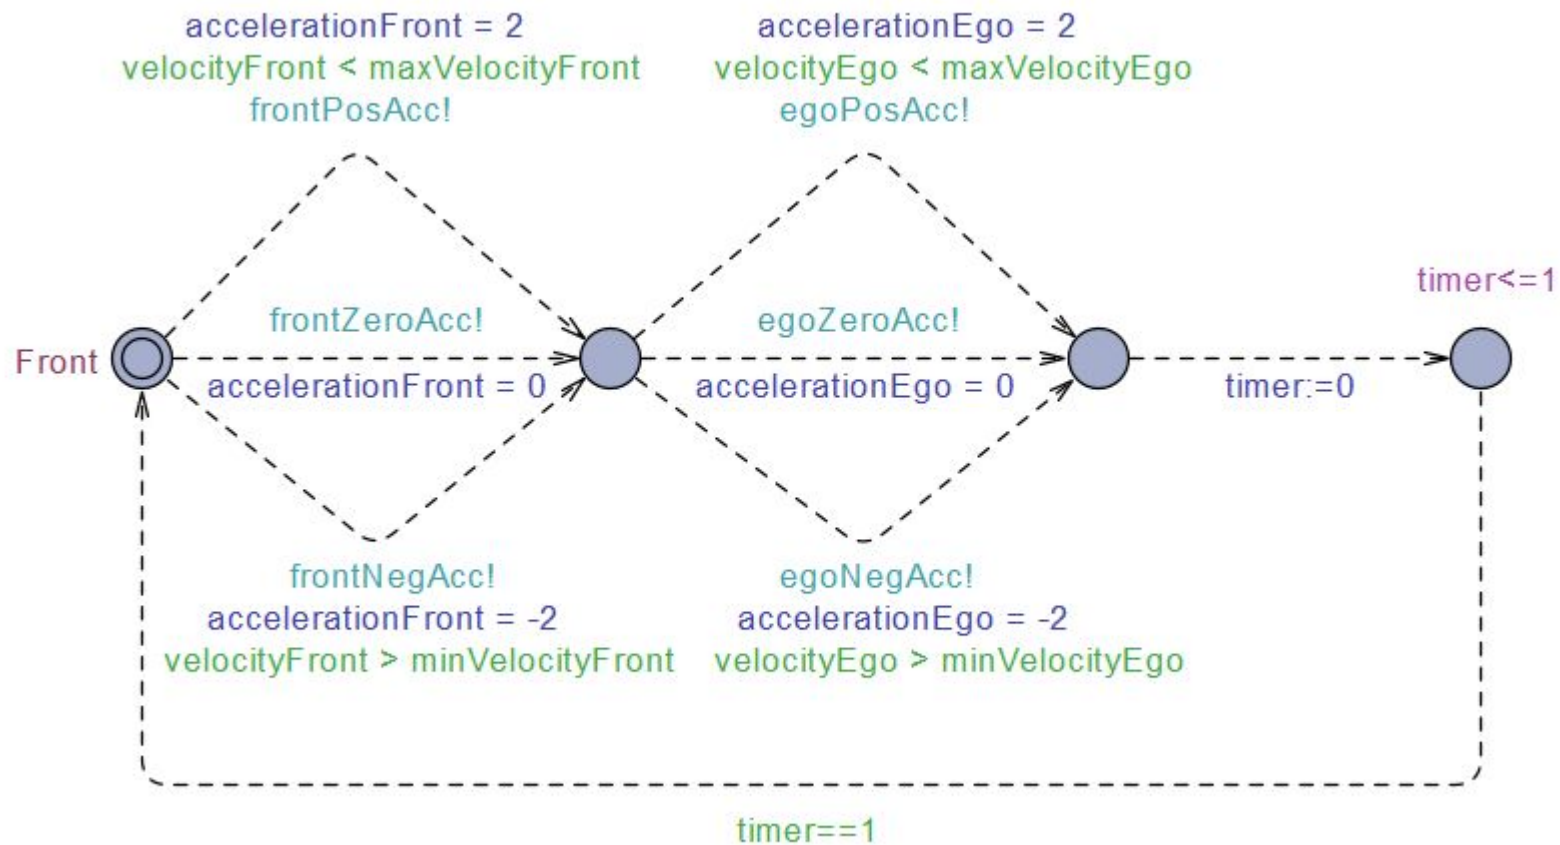 accelerationFront = 2
velocityFront < maxVelocityFront
frontPosAcc!
accelerationEgo = 2
velocityEgo < maxVelocityEgo
egoPosAcc!
timer<=1
frontZeroAcc!
egoZeroAcc!
Front
accelerationFront = 0
accelerationEgo = 0
timer:=0
frontNegAcc!
accelerationFront = -2
velocityFront > minVelocityFront
egoNegAcc!
accelerationEgo = -2
velocityEgo > minVelocityEgo
timer==1